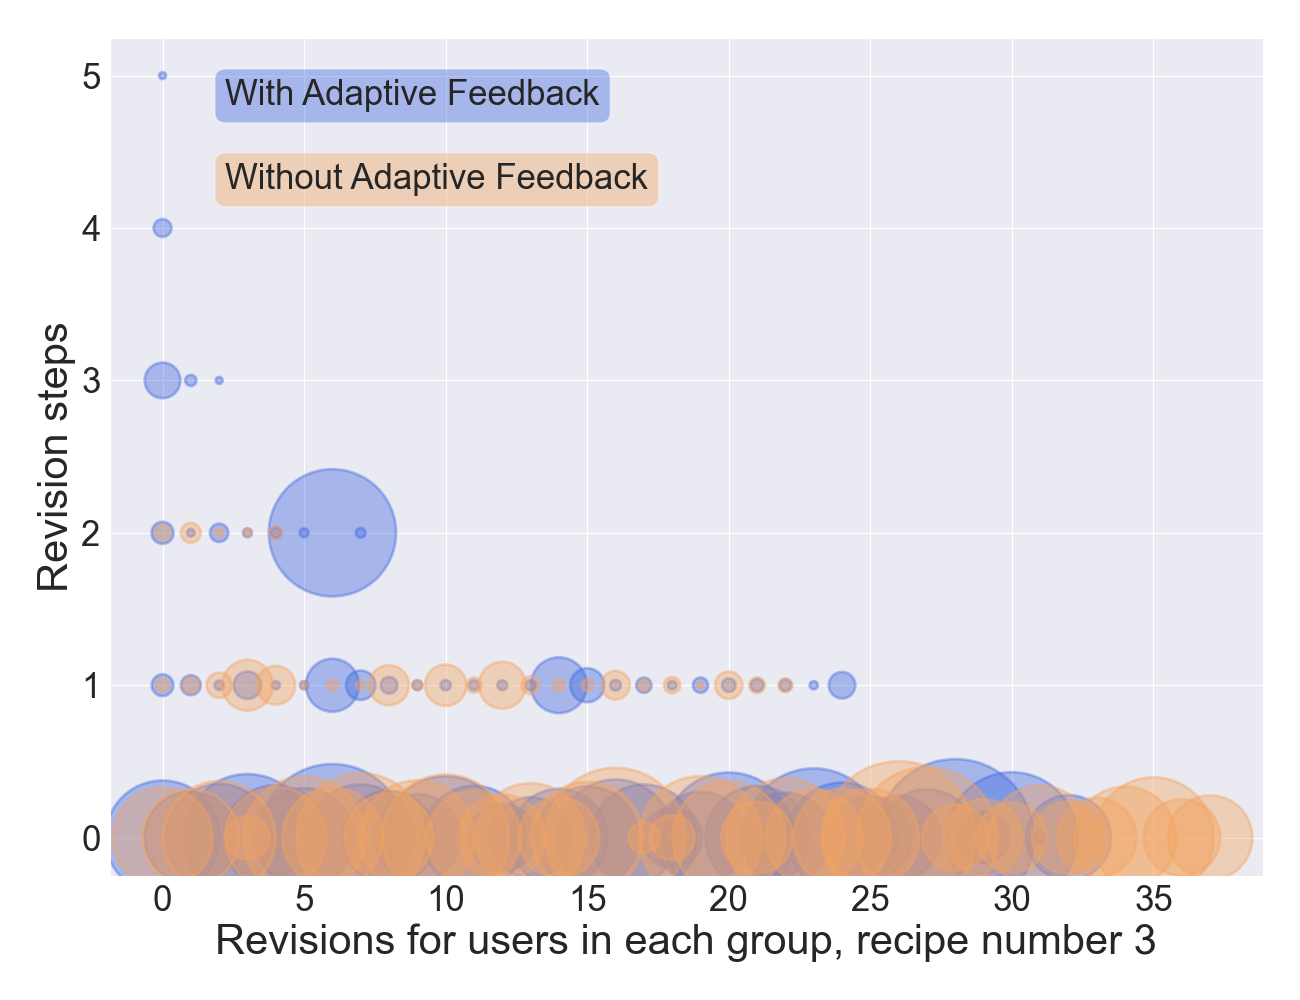 5
With Adaptive Feedback
Without Adaptive Feedback
4
3
2
1
0
Revision steps
0 5 10 15 20 25 30 35
Revisions for users in each group, recipe number 3